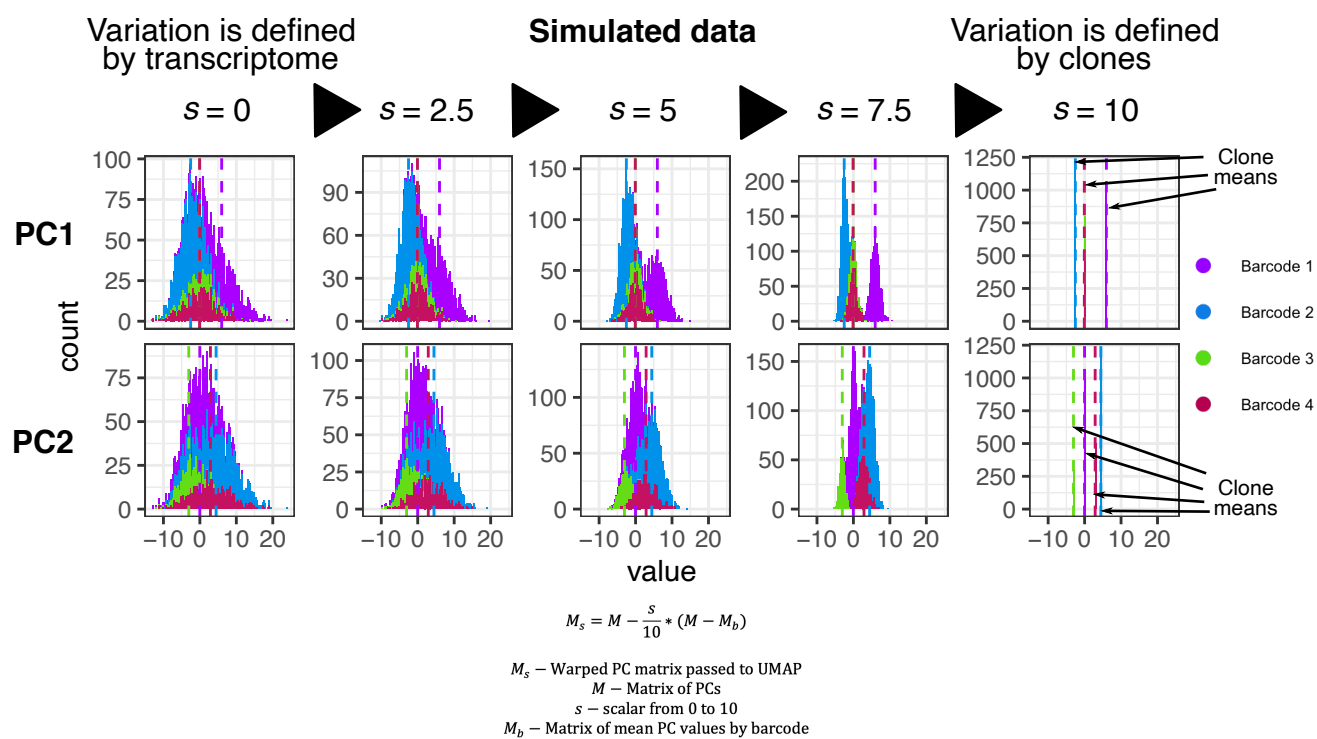 Variation is defined
by transcriptome
Simulated data
Variation is defined
by clones
s = 0
s = 2.5
s = 5
s = 7.5
s = 10
PC1
PC2
count
100
75
50
25
0
90
60
30
0
150
100
50
0
200
150
100
50
0
1250
1000
750
500
250
0
Clone
means
Barcode 1
Barcode 2
Barcode 3
Barcode 4
75
50
25
0
100
75
50
25
0
100
50
0
150
100
50
0
1250
1000
750
500
250
0
Clone
means
−10 0 10 20
−10 0 10 20
−10 0 10 20
−10 0 10 20
−10 0 10 20
value
M_s = M − s/10 ∗ (M − M_b)
M_s − Warped PC matrix passed to UMAP
M − Matrix of PCs
s − scalar from 0 to 10
M_b − Matrix of mean PC values by barcode